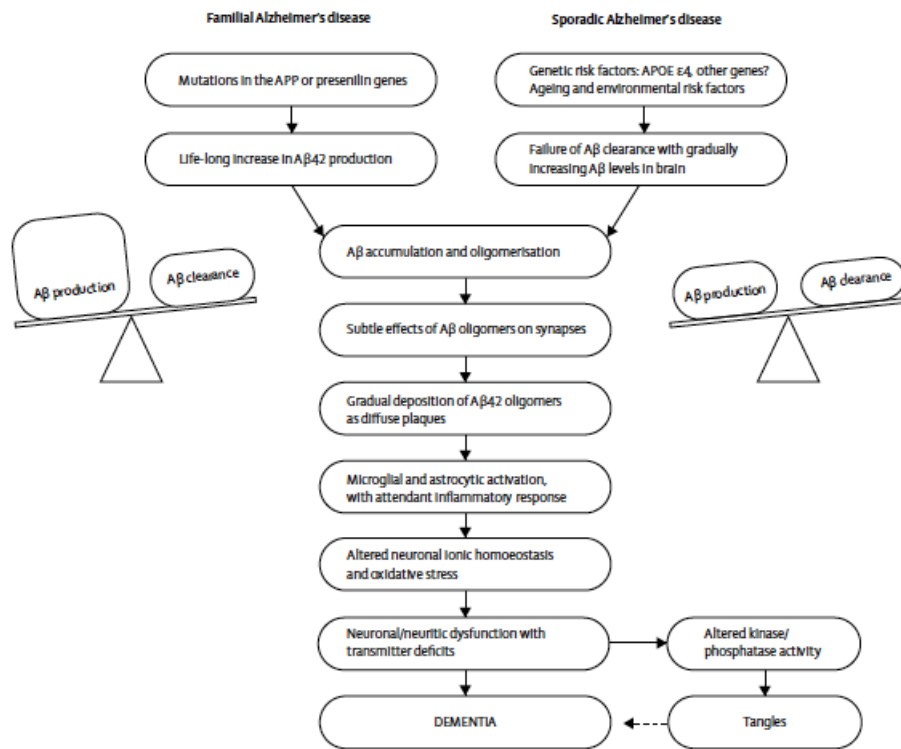 Familial Alzheimer's disease
Sporadic Alzheimer's disease
Mutations in the APP or presenilin genes
Genetic risk factors: APOE ε4, other genes?
Ageing and environmental risk factors
Life-long increase in Aβ42 production
Failure of Aβ clearance with gradually
increasing Aβ levels in brain
Aβ accumulation and oligomerisation
Aβ production
Aβ clearance
Aβ production
Aβ clearance
Subtle effects of Aβ oligomers on synapses
Gradual deposition of Aβ42 oligomers
as diffuse plaques
Microglial and astrocytic activation,
with attendant inflammatory response
Altered neuronal ionic homoeostasis
and oxidative stress
Neuronal/neuritic dysfunction with
transmitter deficits
Altered kinase/
phosphatase activity
DEMENTIA
Tangles